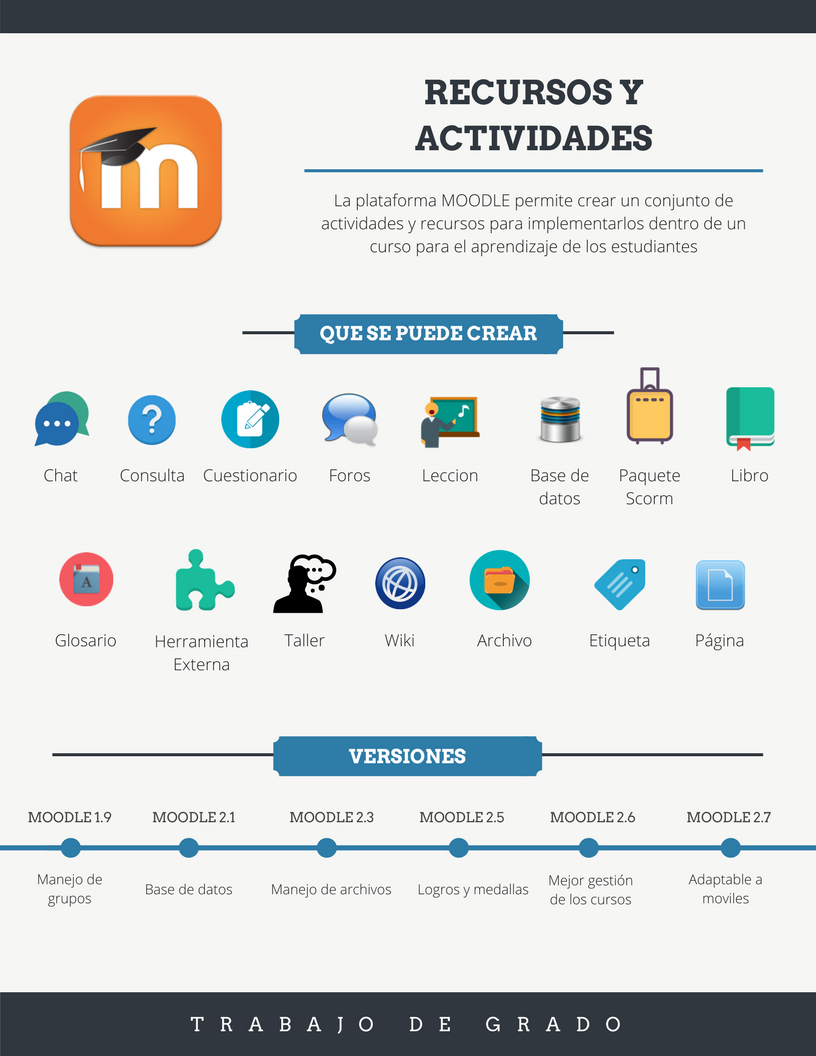 m
RECURSOS Y
ACTIVIDADES
La plataforma MOODLE permite crear un conjunto de
actividades y recursos para implementarlos dentro de un
curso para el aprendizaje de los estudiantes
QUE SE PUEDE CREAR
?
Chat Consulta Cuestionario Foros Leccion Base de datos Paquete Scorm Libro
A
Glosario Herramienta Externa Taller Wiki Archivo Etiqueta Página
VERSIONES
MOODLE 1.9 MOODLE 2.1 MOODLE 2.3 MOODLE 2.5 MOODLE 2.6 MOODLE 2.7
Manejo de grupos Base de datos Manejo de archivos Logros y medallas Mejor gestión de los cursos Adaptable a moviles
TRABAJO DE GRADO